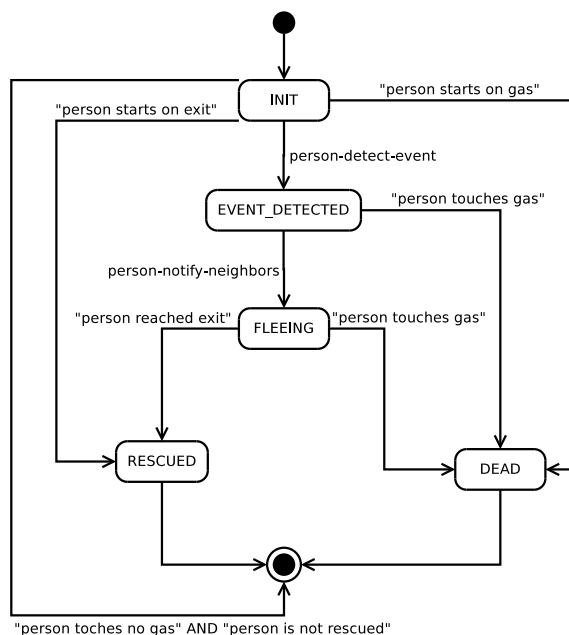 "person starts on gas"
INIT
"person starts on exit"
person-detect-event
"person touches gas"
EVENT_DETECTED
person-notify-neighbors
"person reached exit"
FLEEING
"person touches gas"
RESCUED
DEAD
"person toches no gas" AND "person is not rescued"